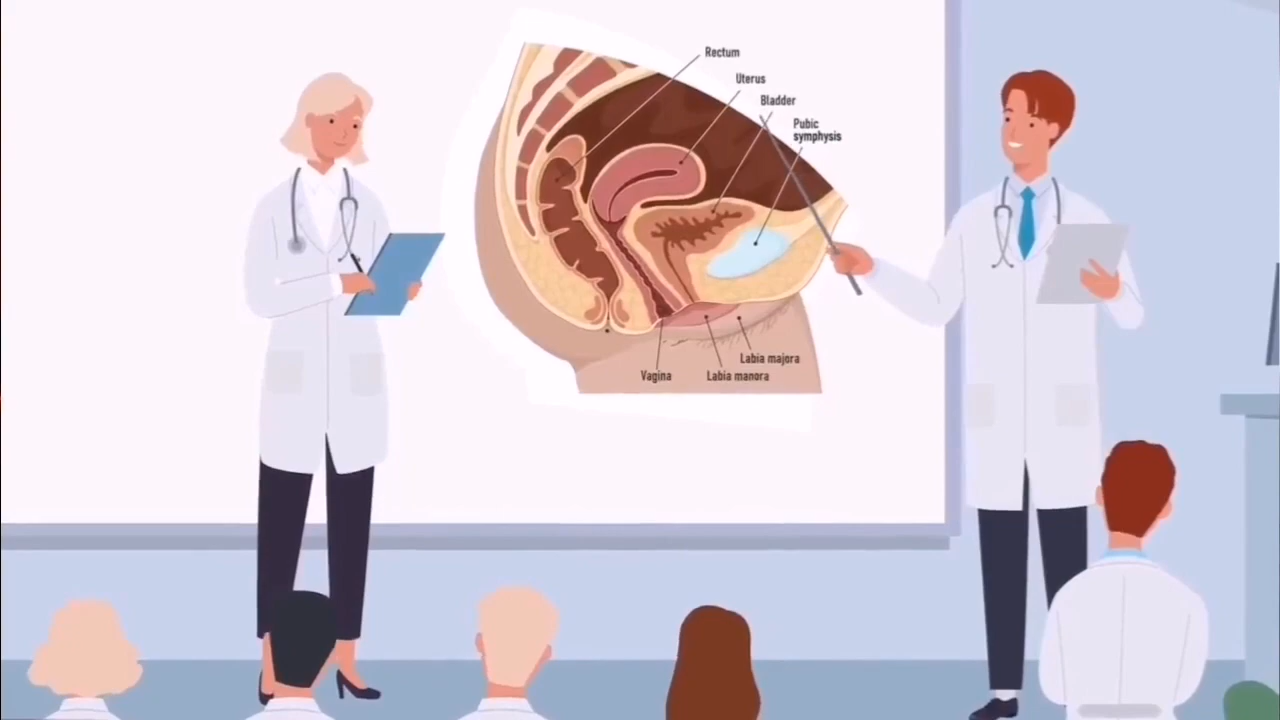 Rectum
Uterus
Bladder
Pubic
symphysis
Labia majora
Vagina
Labia manora